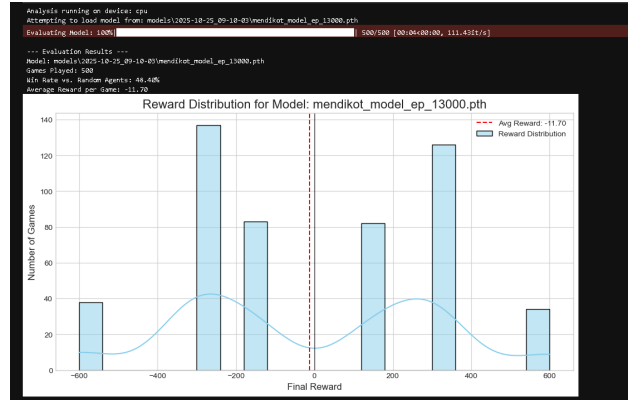 Analysis running on device: cpu
Attempting to load model from: models\2025-10-25_09-10-03\mendikot_model_ep_13000.pth
Evaluating Model: 100%| | 500/500 [00:04<00:00, 111.43it/s]
--- Evaluation Results ---
Model: models\2025-10-25_09-10-03\mendikot_model_ep_13000.pth
Games Played: 500
Win Rate vs. Random Agents: 48.40%
Average Reward per Game: -11.70
Reward Distribution for Model: mendikot_model_ep_13000.pth
Avg Reward: -11.70
Reward Distribution
140
120
100
80
60
40
20
0
Number of Games
−600 −400 −200 0 200 400 600
Final Reward